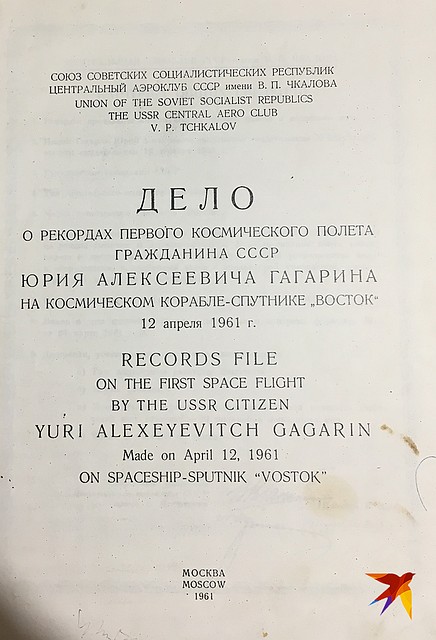 СОЮЗ СОВЕТСКИХ СОЦИАЛИСТИЧЕСКИХ РЕСПУБЛИК
ЦЕНТРАЛЬНЫЙ АЭРОКЛУБ СССР имени В. П. ЧКАЛОВА
UNION OF THE SOVIET SOCIALIST REPUBLICS
THE USSR CENTRAL AERO CLUB
V. P. TCHKALOV
ДЕЛО
О РЕКОРДАХ ПЕРВОГО КОСМИЧЕСКОГО ПОЛЕТА
ГРАЖДАНИНА СССР
ЮРИЯ АЛЕКСЕЕВИЧА ГАГАРИНА
НА КОСМИЧЕСКОМ КОРАБЛЕ-СПУТНИКЕ „ВОСТОК“
12 апреля 1961 г.
RECORDS FILE
ON THE FIRST SPACE FLIGHT
BY THE USSR CITIZEN
YURI ALEXEYEVITCH GAGARIN
Made on April 12, 1961
ON SPACESHIP-SPUTNIK “VOSTOK”
МОСКВА
MOSCOW
1961